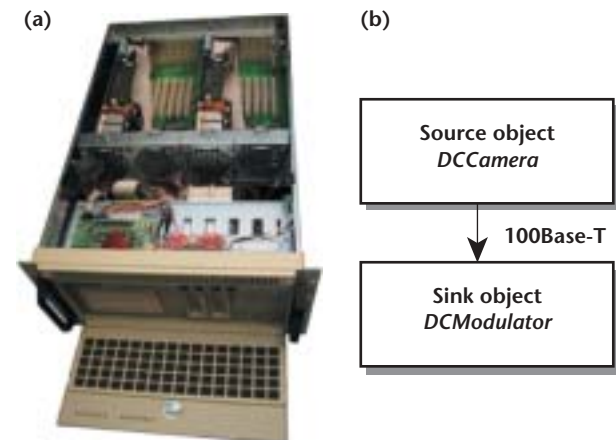 (a)
(b)
Source object
DCCamera
100Base-T
Sink object
DCModulator